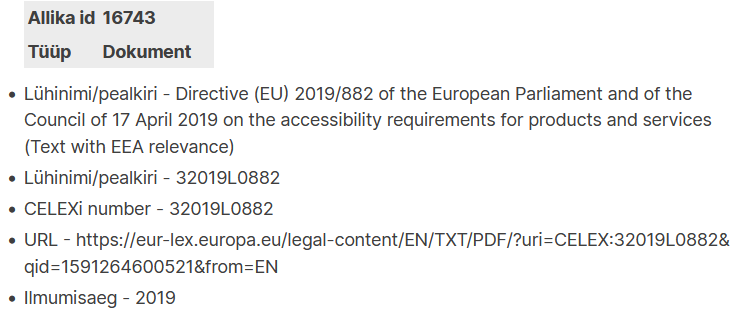 Allika id 16743
Tüüp Dokument
• Lühinimi/pealkiri - Directive (EU) 2019/882 of the European Parliament and of the
Council of 17 April 2019 on the accessibility requirements for products and services
(Text with EEA relevance)
• Lühinimi/pealkiri - 32019L0882
• CELEXi number - 32019L0882
• URL - https://eur-lex.europa.eu/legal-content/EN/TXT/PDF/?uri=CELEX:32019L0882&
qid=1591264600521&from=EN
• Ilmumisaeg - 2019